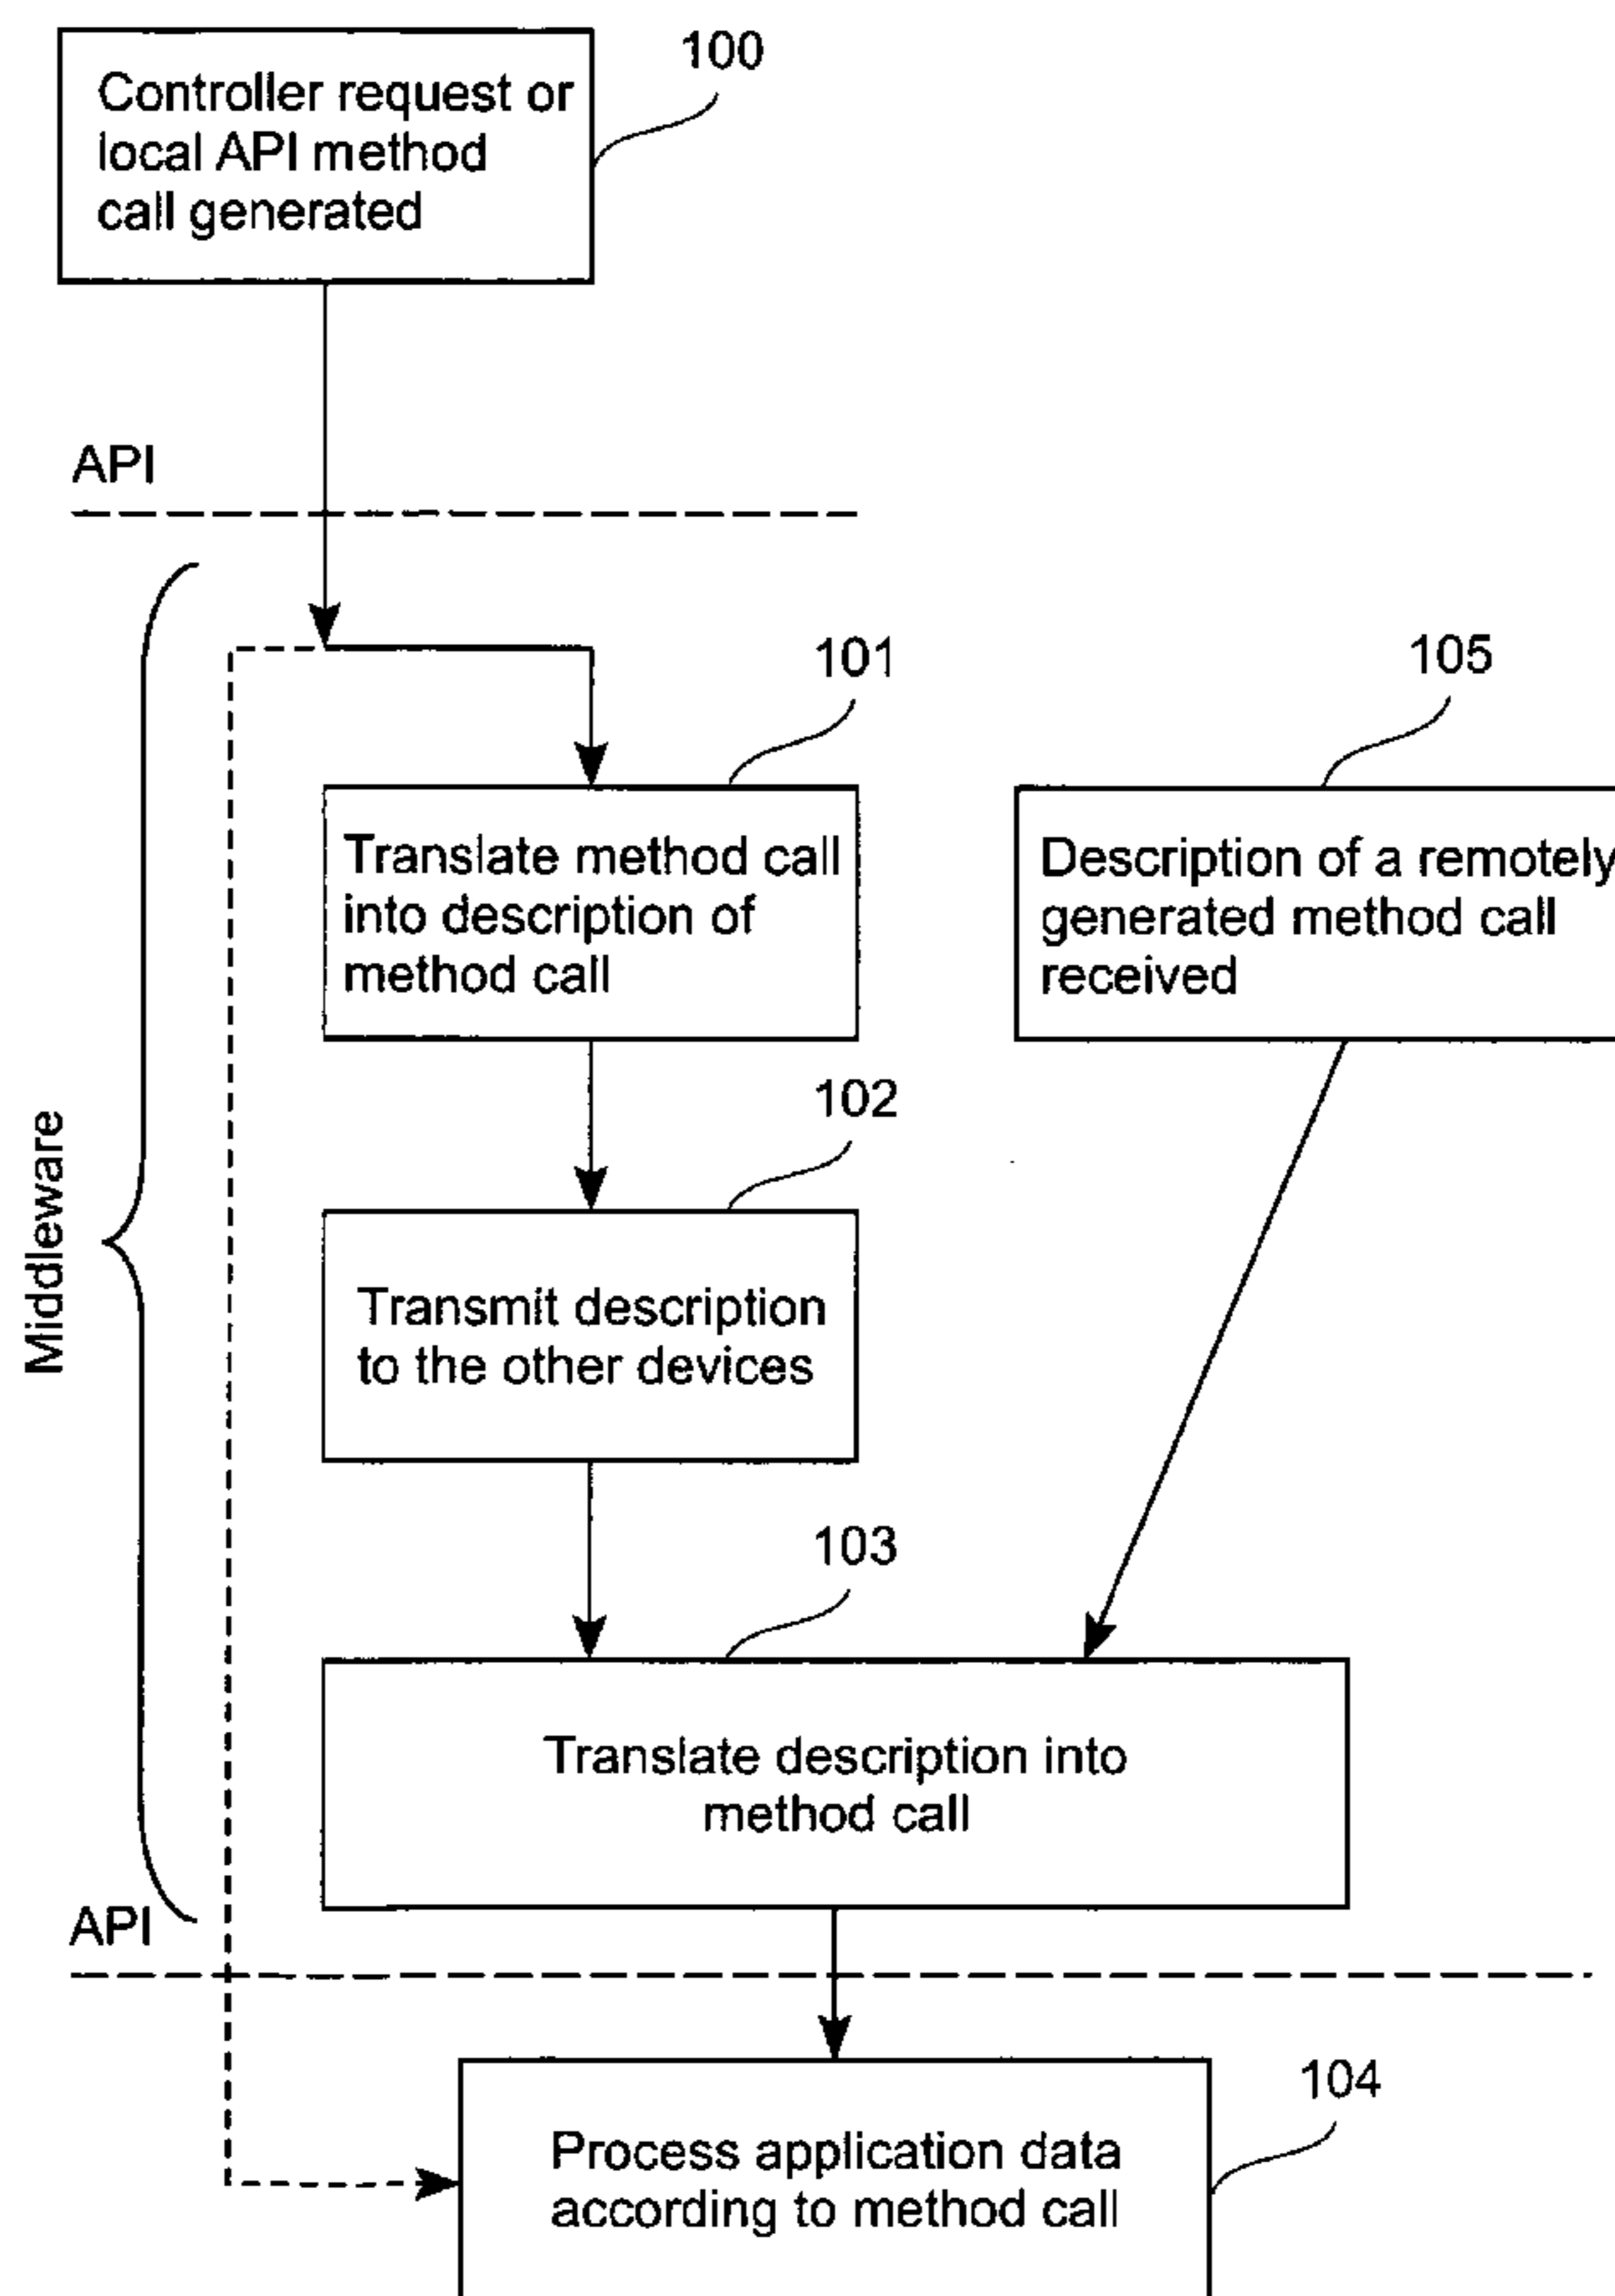 100
Controller request or
local API method
call generated
API
101
105
Translate method call
into description of
method call
Description of a remotely
generated method call
received
102
Middleware
Transmit description
to the other devices
103
Translate description into
method call
API
104
Process application data
according to method call